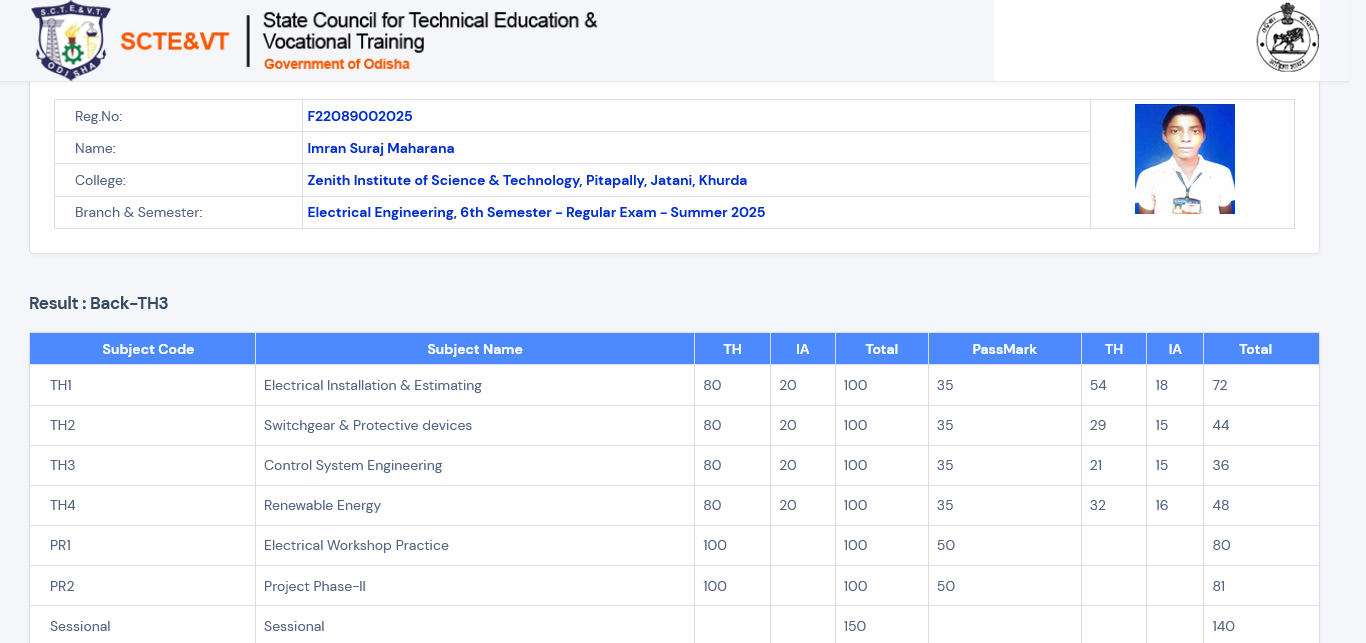 S.C.T.E.&V.T.
ODISHA
SCTE&VT
State Council for Technical Education &
Vocational Training
Government of Odisha
Reg.No: F22089002025
Name: Imran Suraj Maharana
College: Zenith Institute of Science & Technology, Pitapally, Jatani, Khurda
Branch & Semester: Electrical Engineering, 6th Semester - Regular Exam - Summer 2025
Result : Back-TH3
Subject Code Subject Name TH IA Total PassMark TH IA Total
TH1 Electrical Installation & Estimating 80 20 100 35 54 18 72
TH2 Switchgear & Protective devices 80 20 100 35 29 15 44
TH3 Control System Engineering 80 20 100 35 21 15 36
TH4 Renewable Energy 80 20 100 35 32 16 48
PR1 Electrical Workshop Practice 100 100 50 80
PR2 Project Phase-II 100 100 50 81
Sessional Sessional 150 140